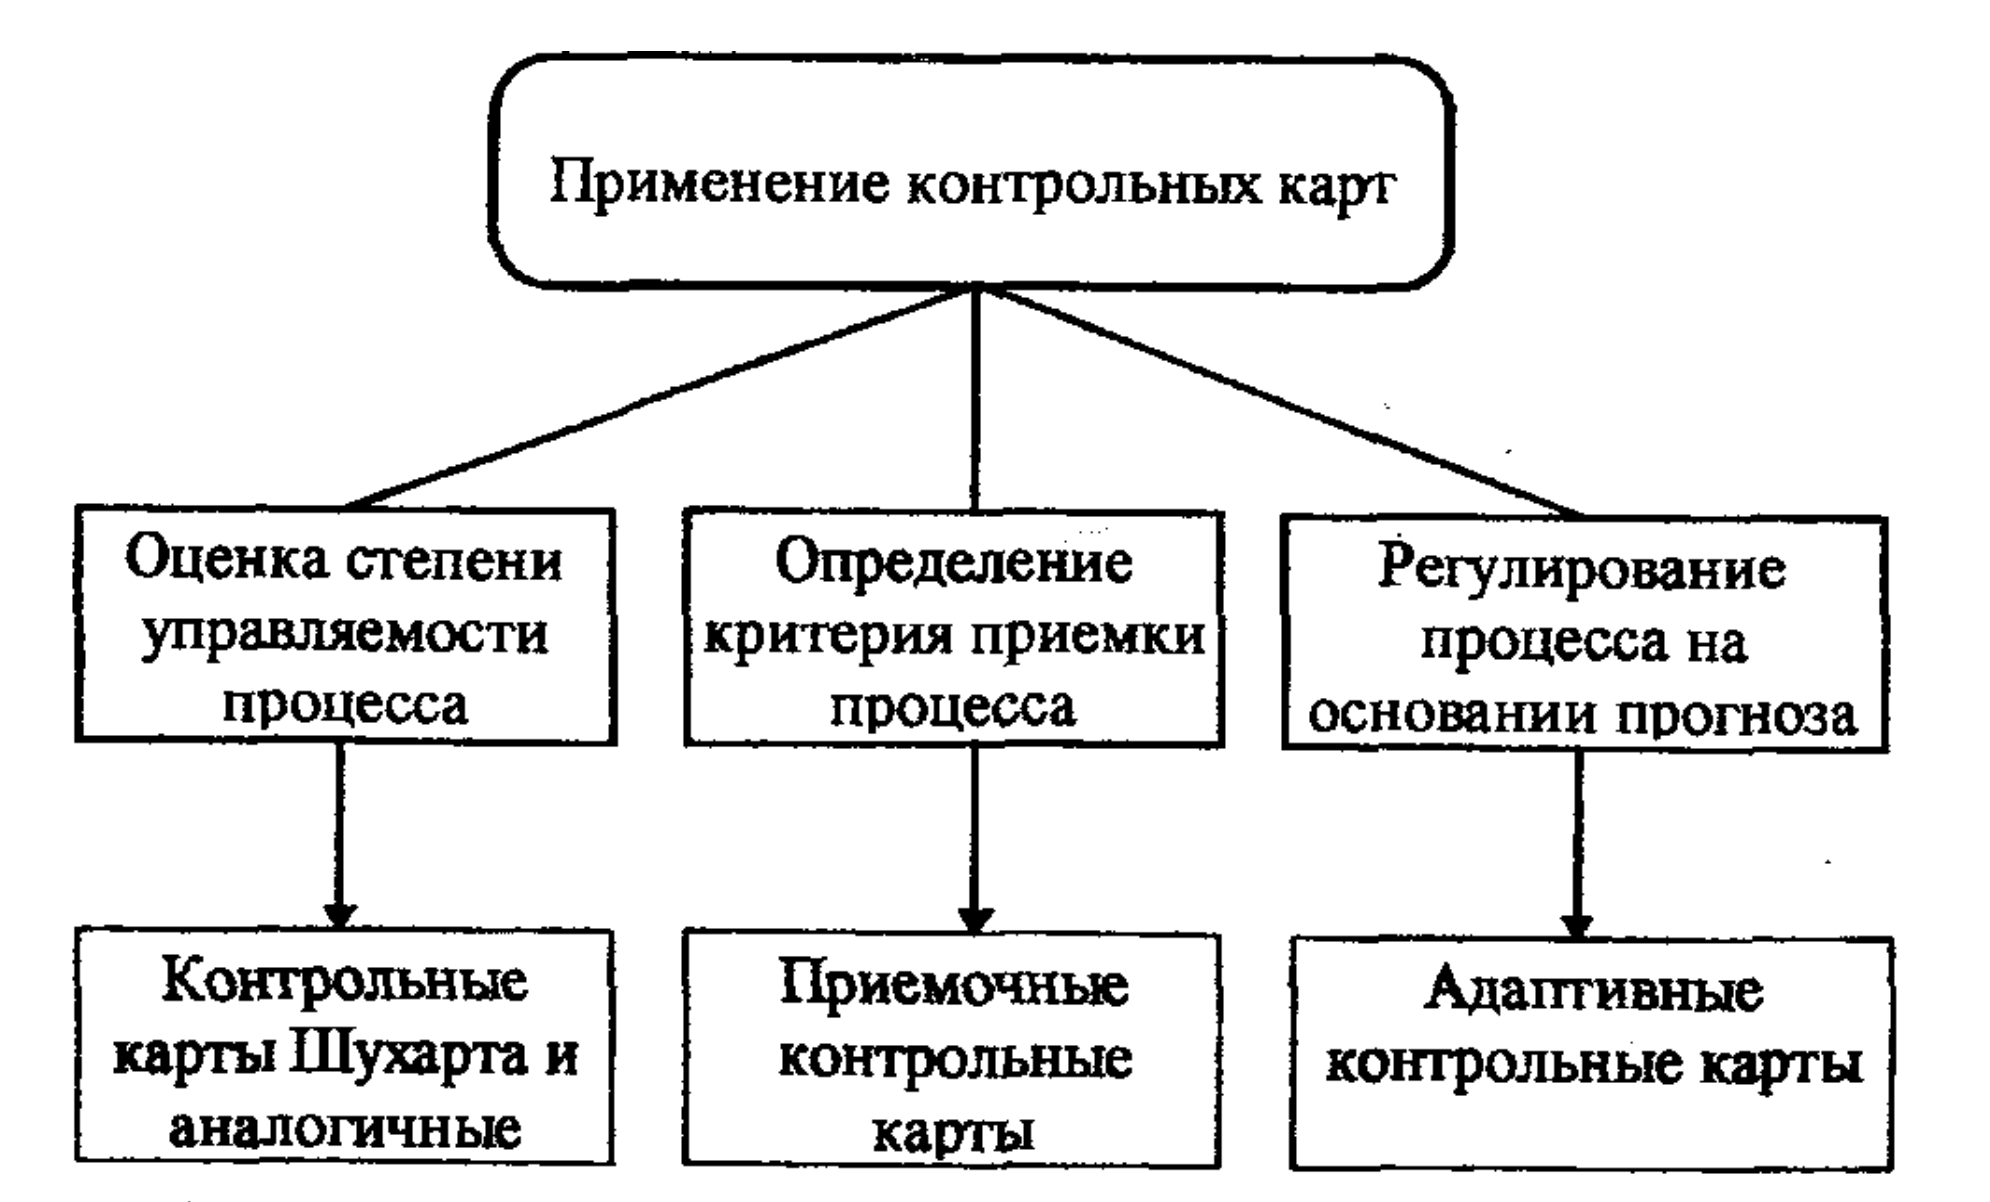 Применение контрольных карт
Оценка степени
управляемости
процесса
Определение
критерия приемки
процесса
Регулирование
процесса на
основании прогноза
Контрольные
карты Шухарта и
аналогичные
Приемочные
контрольные
карты
Адаптивные
контрольные карты